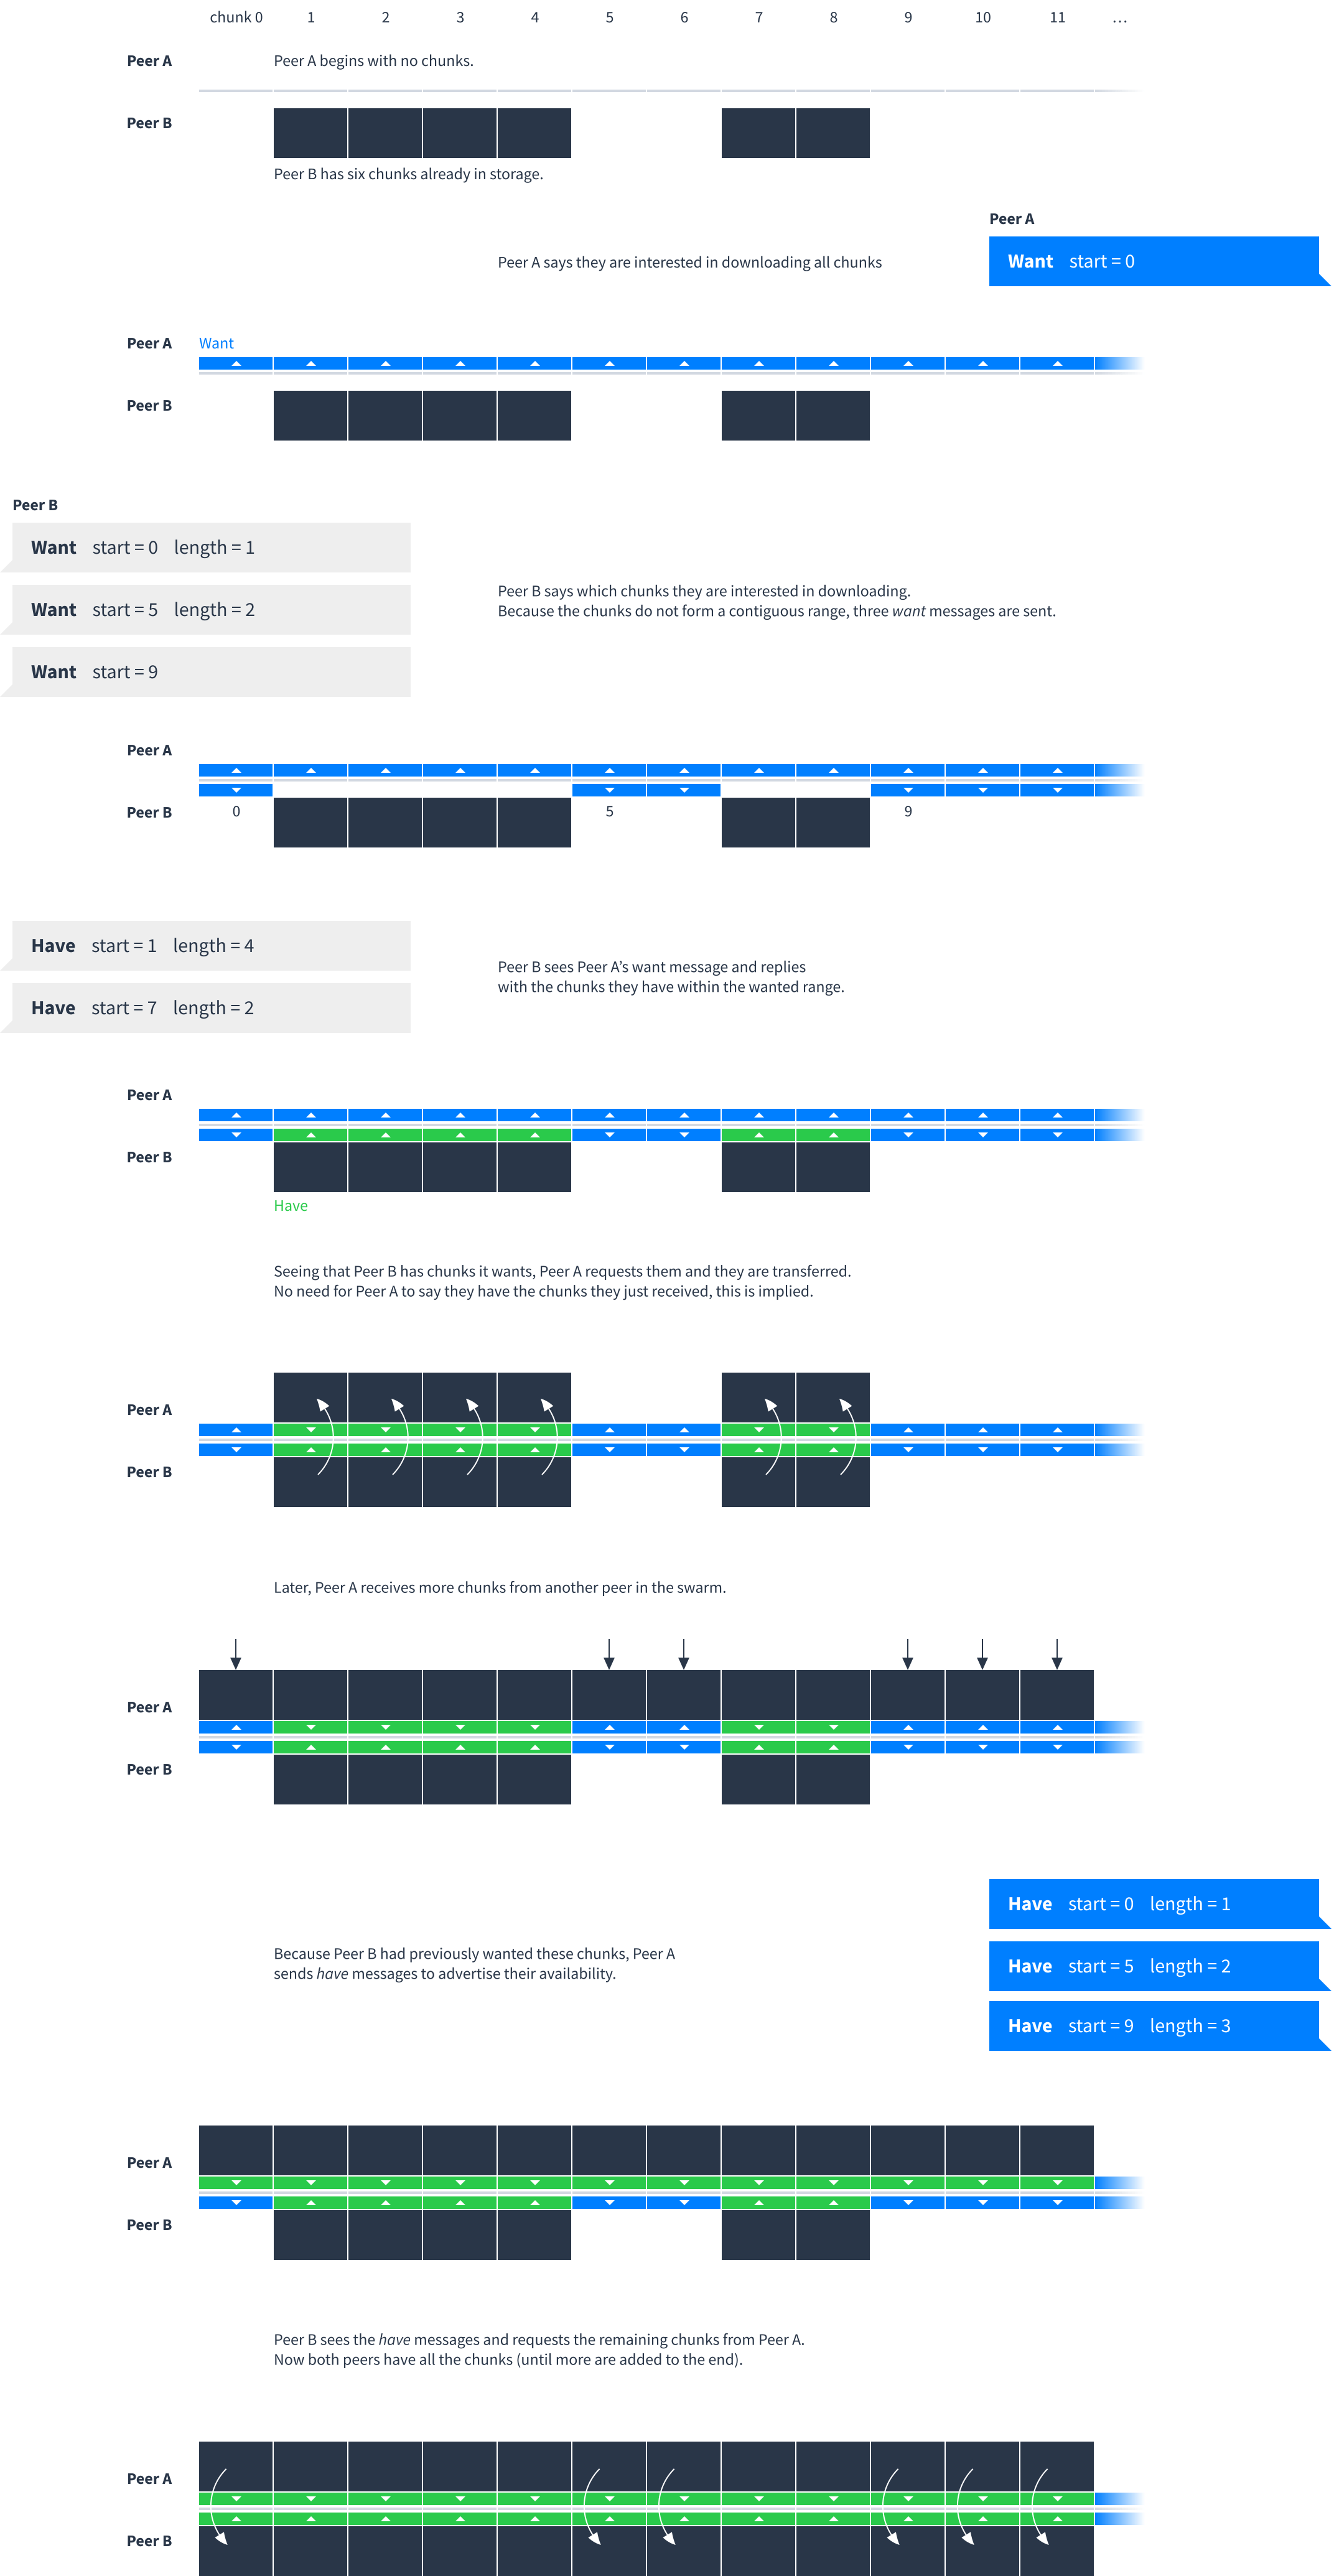 chunk 0 1 2 3 4 5 6 7 8 9 10 11 …
Peer A Peer A begins with no chunks.
Peer B
Peer B has six chunks already in storage.
Peer A
Peer A says they are interested in downloading all chunks
Want start = 0
Peer A Want
Peer B
Peer B
Want start = 0 length = 1
Want start = 5 length = 2
Want start = 9
Peer B says which chunks they are interested in downloading.
Because the chunks do not form a contiguous range, three want messages are sent.
Peer A
Peer B 0 5 9
Have start = 1 length = 4
Have start = 7 length = 2
Peer B sees Peer A’s want message and replies
with the chunks they have within the wanted range.
Peer A
Peer B
Have
Seeing that Peer B has chunks it wants, Peer A requests them and they are transferred.
No need for Peer A to say they have the chunks they just received, this is implied.
Peer A
Peer B
Later, Peer A receives more chunks from another peer in the swarm.
Peer A
Peer B
Have start = 0 length = 1
Have start = 5 length = 2
Have start = 9 length = 3
Because Peer B had previously wanted these chunks, Peer A
sends have messages to advertise their availability.
Peer A
Peer B
Peer B sees the have messages and requests the remaining chunks from Peer A.
Now both peers have all the chunks (until more are added to the end).
Peer A
Peer B